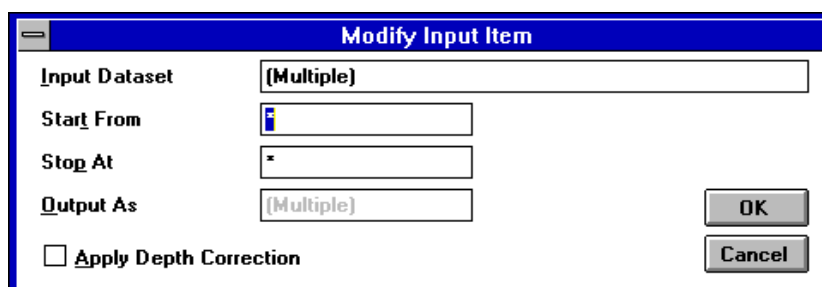 Modify Input Item
Input Dataset (Multiple)
Start From *
Stop At *
Output As (Multiple)
OK
Apply Depth Correction
Cancel